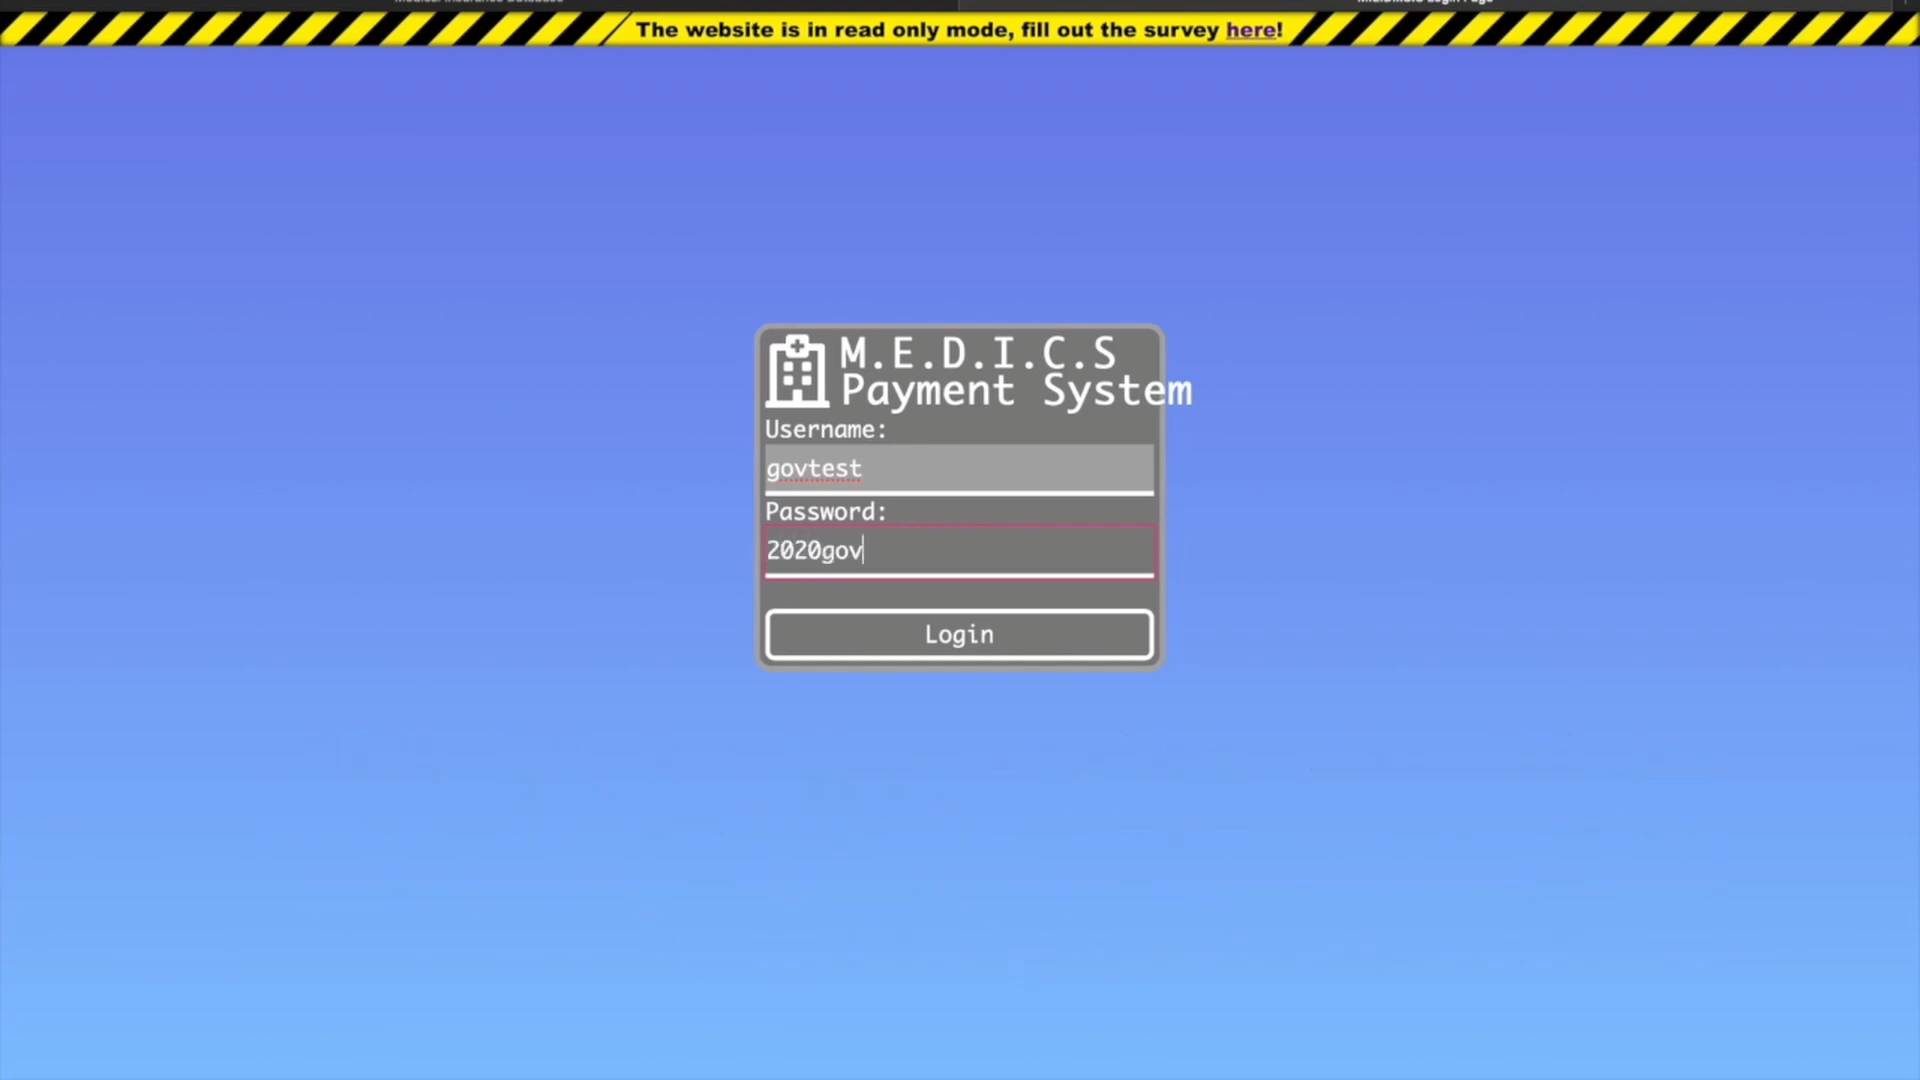 The website is in read only mode, fill out the survey here!
M.E.D.I.C.S
Payment System
Username:
govtest
Password:
2020gov
Login